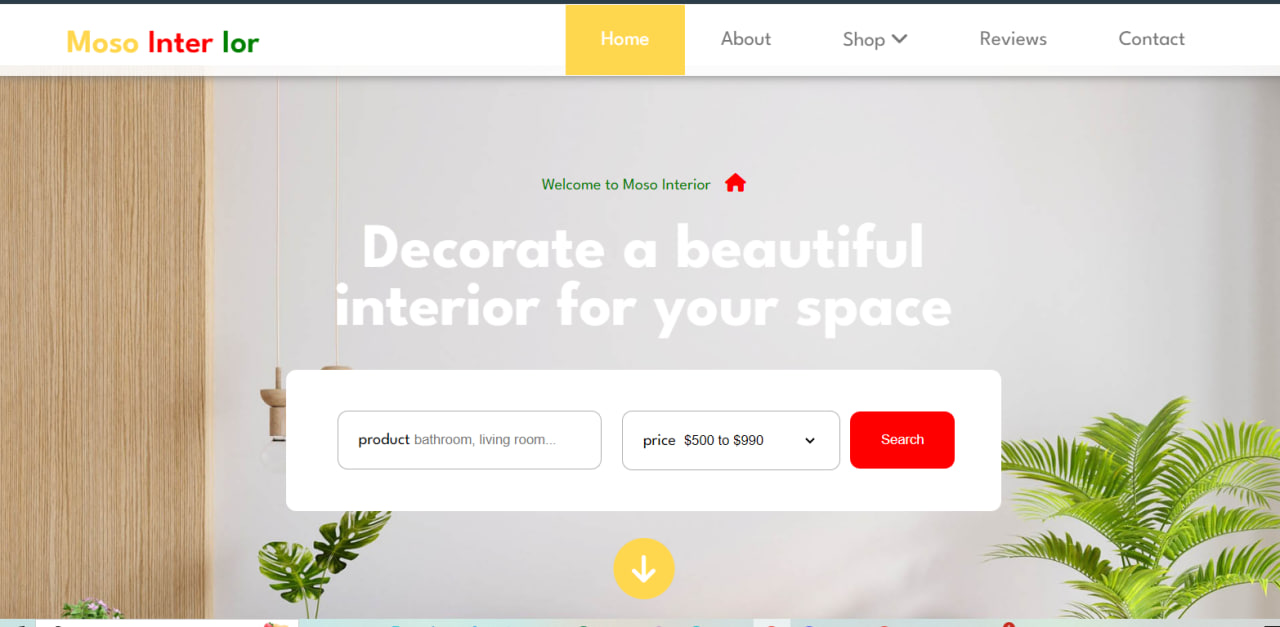 Moso Inter Ior
Home
About
Shop
Reviews
Contact
Welcome to Moso Interior
Decorate a beautiful
interior for your space
product bathroom, living room...
price $500 to $990
Search